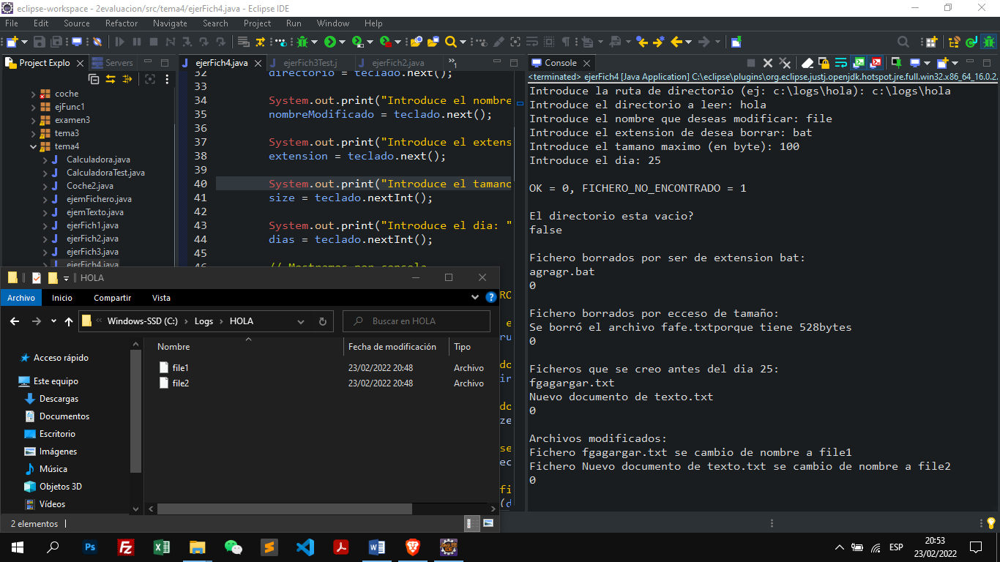 eclipse-workspace - 2evaluacion/src/tema4/ejerFich4.java - Eclipse IDE
File Edit Source Refactor Navigate Search Project Run Window Help
Project Explo
Servers
coche
ejFunc1
examen3
tema3
tema4
Calculadora.java
CalculadoraTest.java
Coche2.java
ejemFichero.java
ejemTexto.java
ejerFich1.java
ejerFich2.java
ejerFich3.java
ejerFich4.java
ejerFich4.java ejerFich3Test.j ejerFich2.java »1
32 directorio = teclado.next();
33
34 System.out.print("Introduce el nombre
35 nombreModificado = teclado.next();
36
37 System.out.print("Introduce el extens
38 extension = teclado.next();
39
40 System.out.print("Introduce el tamano
41 size = teclado.nextInt();
42
43 System.out.print("Introduce el dia: "
44 dias = teclado.nextInt();
45
46 // Mostramos por consola
RO
e
ru
do
in
do
ze
se
ec
fi
(d
Console
<terminated> ejerFich4 [Java Application] C:\eclipse\plugins\org.eclipse.justj.openjdk.hotspot.jre.full.win32.x86_64_16.0.2.
Introduce la ruta de directorio (ej: c:\logs\hola): c:\logs\hola
Introduce el directorio a leer: hola
Introduce el nombre que deseas modificar: file
Introduce el extension de desea borrar: bat
Introduce el tamano maximo (en byte): 100
Introduce el dia: 25
OK = 0, FICHERO_NO_ENCONTRADO = 1
El directorio esta vacio?
false
Fichero borrados por ser de extension bat:
agragr.bat
0
Fichero borrados por ecceso de tamaño:
Se borró el archivo fafe.txtporque tiene 528bytes
0
Ficheros que se creo antes del dia 25:
fgagargar.txt
Nuevo documento de texto.txt
0
Archivos modificados:
Fichero fgagargar.txt se cambio de nombre a file1
Fichero Nuevo documento de texto.txt se cambio de nombre a file2
0
HOLA
Archivo Inicio Compartir Vista
Windows-SSD (C:) Logs HOLA
Buscar en HOLA
Acceso rápido
Este equipo
Descargas
Documentos
Escritorio
Imágenes
Música
Objetos 3D
Vídeos
Nombre Fecha de modificación Tipo
file1 23/02/2022 20:48 Archivo
file2 23/02/2022 20:48 Archivo
2 elementos
Ps
Fz
ESP
20:53
23/02/2022